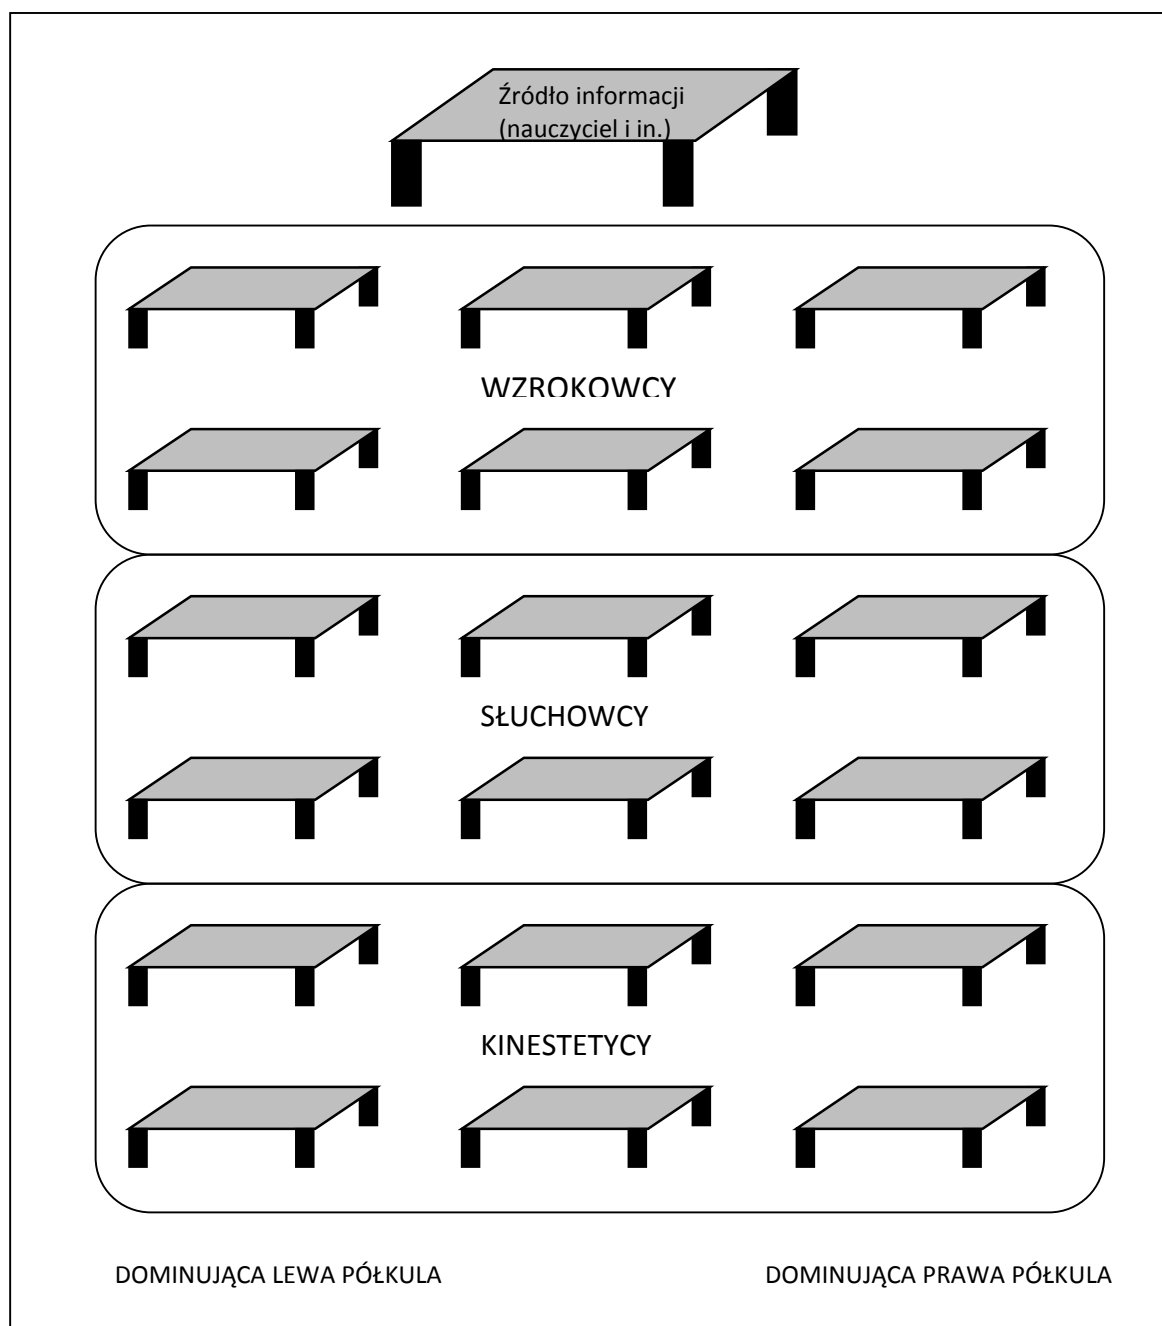 Źródło informacji
(nauczyciel i in.)
WZROKOWCY
SŁUCHOWCY
KINESTETYCY
DOMINUJĄCA LEWA PÓŁKULA
DOMINUJĄCA PRAWA PÓŁKULA